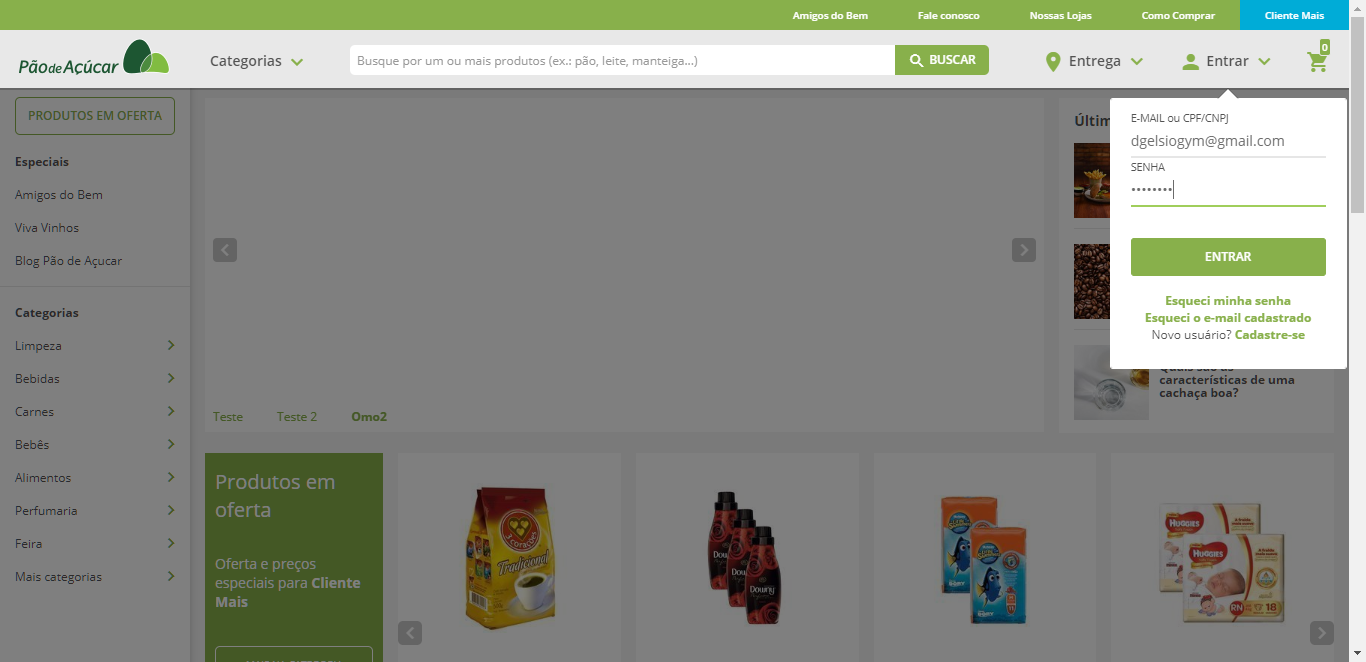 Amigos do Bem
Fale conosco
Nossas Lojas
Como Comprar
Cliente Mais
Pão de Açúcar
Categorias
Busque por um ou mais produtos (ex.: pão, leite, manteiga...)
BUSCAR
Entrega
Entrar
0
PRODUTOS EM OFERTA
Especiais
Amigos do Bem
Viva Vinhos
Blog Pão de Açucar
Categorias
Limpeza
Bebidas
Carnes
Bebês
Alimentos
Perfumaria
Feira
Mais categorias
Teste
Teste 2
Omo2
Últim
E-MAIL ou CPF/CNPJ
dgelsiogym@gmail.com
SENHA
••••••••
ENTRAR
Esqueci minha senha
Esqueci o e-mail cadastrado
Novo usuário? Cadastre-se
Quais são as
características de uma
cachaça boa?
Produtos em
oferta
Oferta e preços
especiais para Cliente
Mais
3 corações
Tradicional
Dow
Dow
Downy
HUGGIES
HUGGIES
RN
18